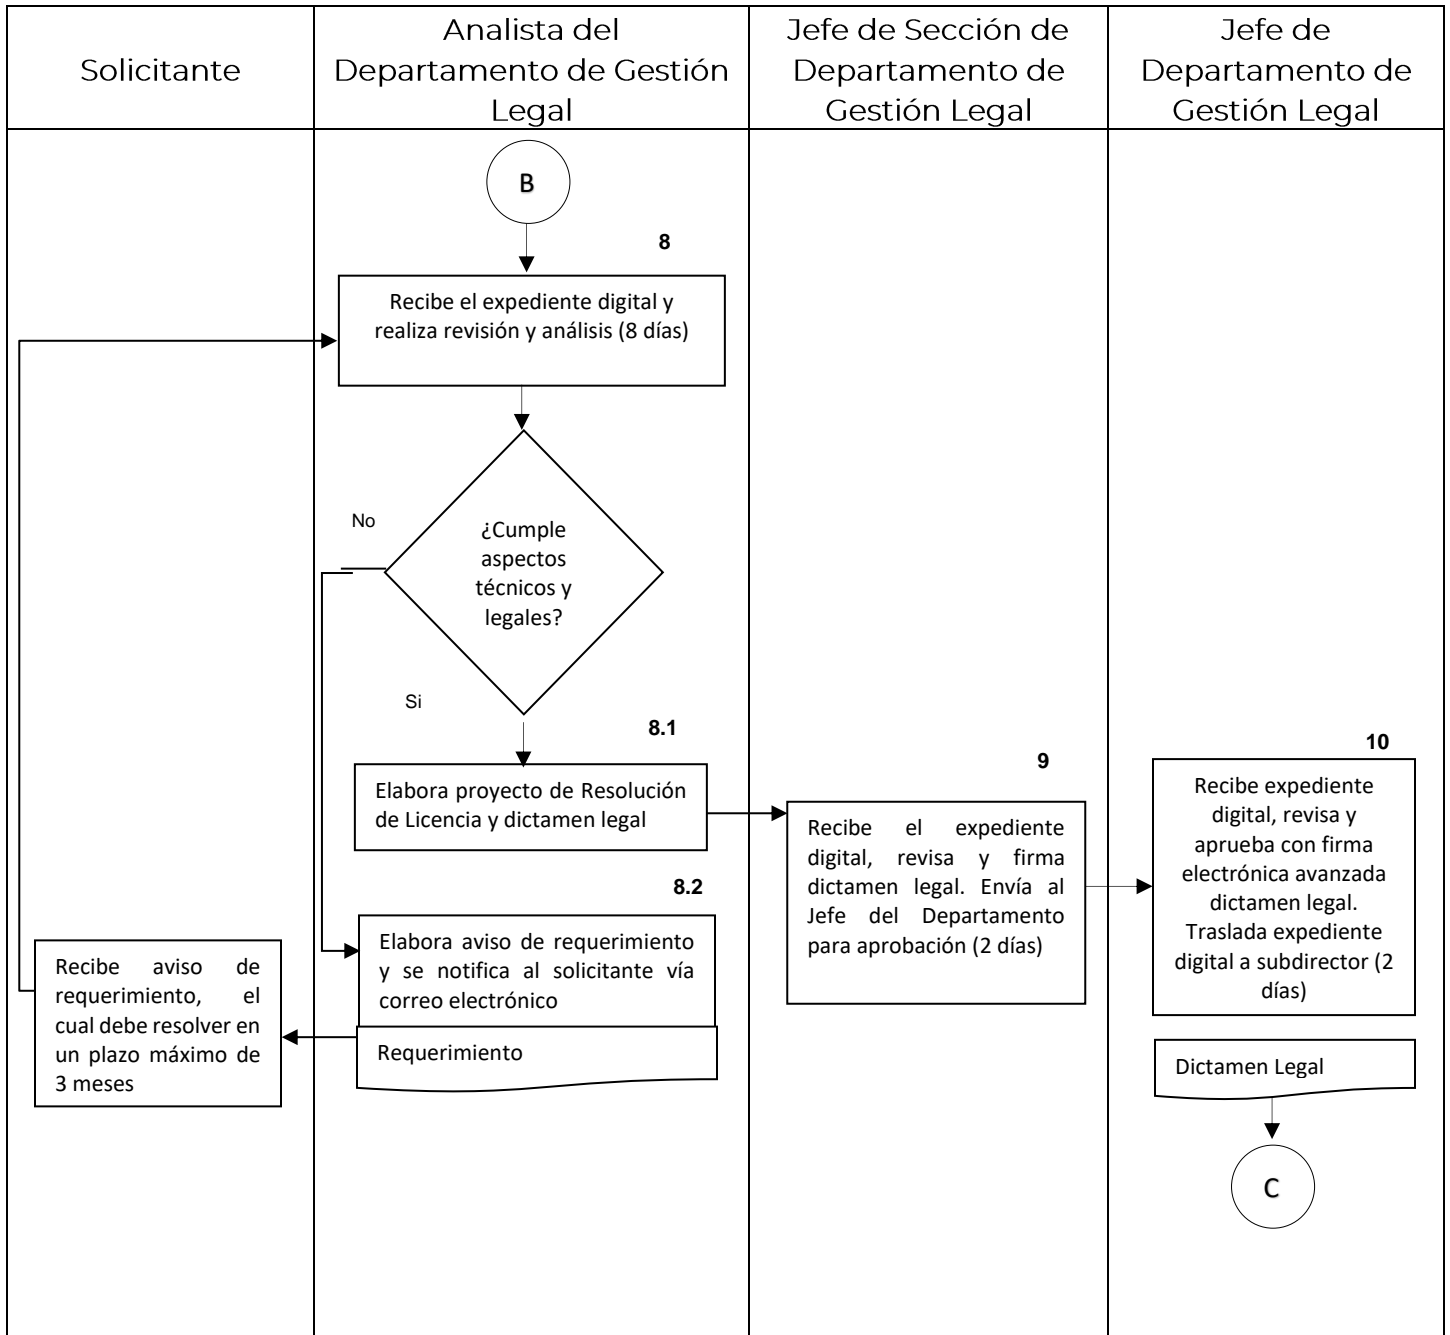 Solicitante
Analista del
Departamento de Gestión
Legal
Jefe de Sección de
Departamento de
Gestión Legal
Jefe de
Departamento de
Gestión Legal
B
8
Recibe el expediente digital y
realiza revisión y análisis (8 días)
No
¿Cumple
aspectos
técnicos y
legales?
Si
8.1
Elabora proyecto de Resolución
de Licencia y dictamen legal
8.2
Elabora aviso de requerimiento
y se notifica al solicitante vía
correo electrónico
Requerimiento
Recibe aviso de
requerimiento, el
cual debe resolver en
un plazo máximo de
3 meses
9
Recibe el expediente
digital, revisa y firma
dictamen legal. Envía al
Jefe del Departamento
para aprobación (2 días)
10
Recibe expediente
digital, revisa y
aprueba con firma
electrónica avanzada
dictamen legal.
Traslada expediente
digital a subdirector (2
días)
Dictamen Legal
C